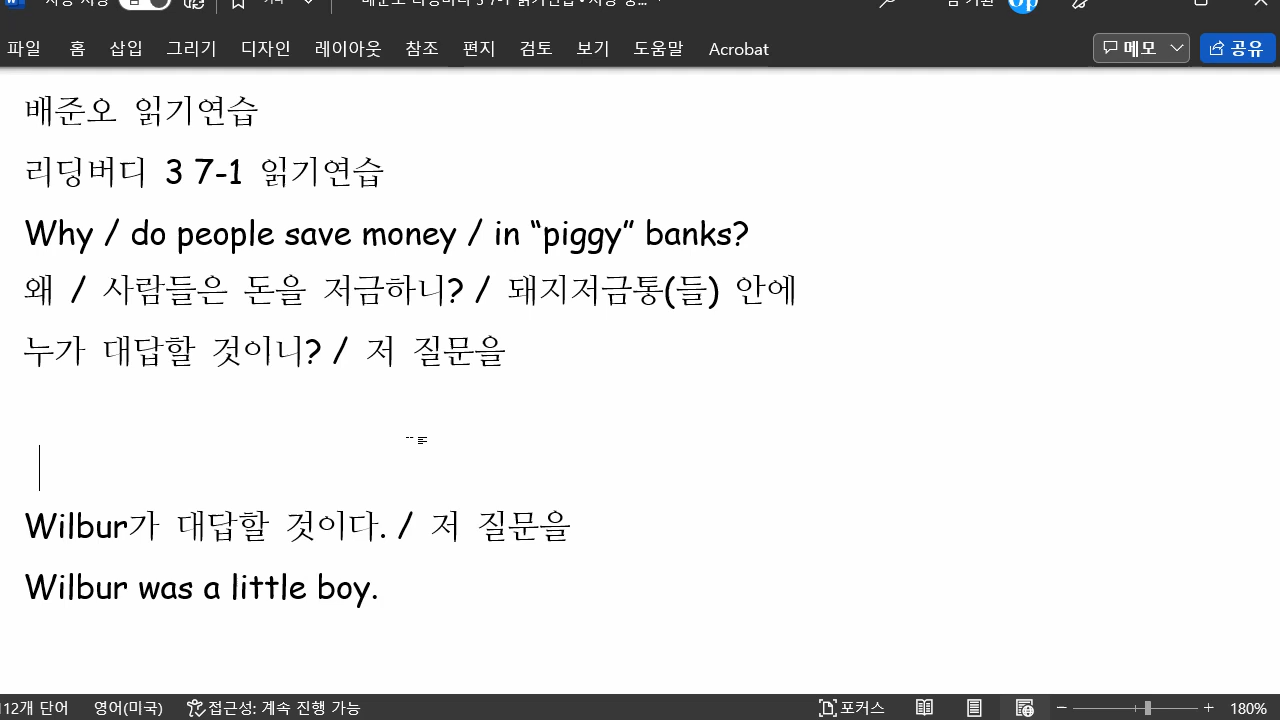 파일 홈 삽입 그리기 디자인 레이아웃 참조 편지 검토 보기 도움말 Acrobat 메모 공유
배준오 읽기연습
리딩버디 3 7-1 읽기연습
Why / do people save money / in “piggy” banks?
왜 / 사람들은 돈을 저금하니? / 돼지저금통(들) 안에
누가 대답할 것이니? / 저 질문을
Wilbur가 대답할 것이다. / 저 질문을
Wilbur was a little boy.
112개 단어 영어(미국) 접근성: 계속 진행 가능 포커스 180%